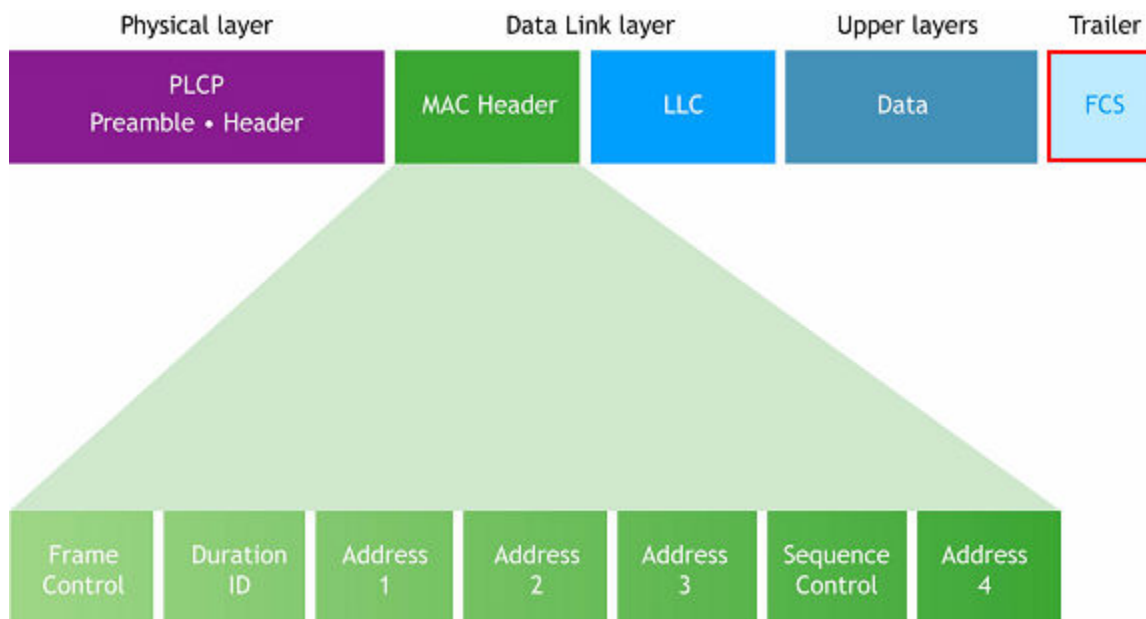 Physical layer
Data Link layer
Upper layers
Trailer
PLCP
Preamble • Header
MAC Header
LLC
Data
FCS
Frame
Control
Duration
ID
Address
1
Address
2
Address
3
Sequence
Control
Address
4